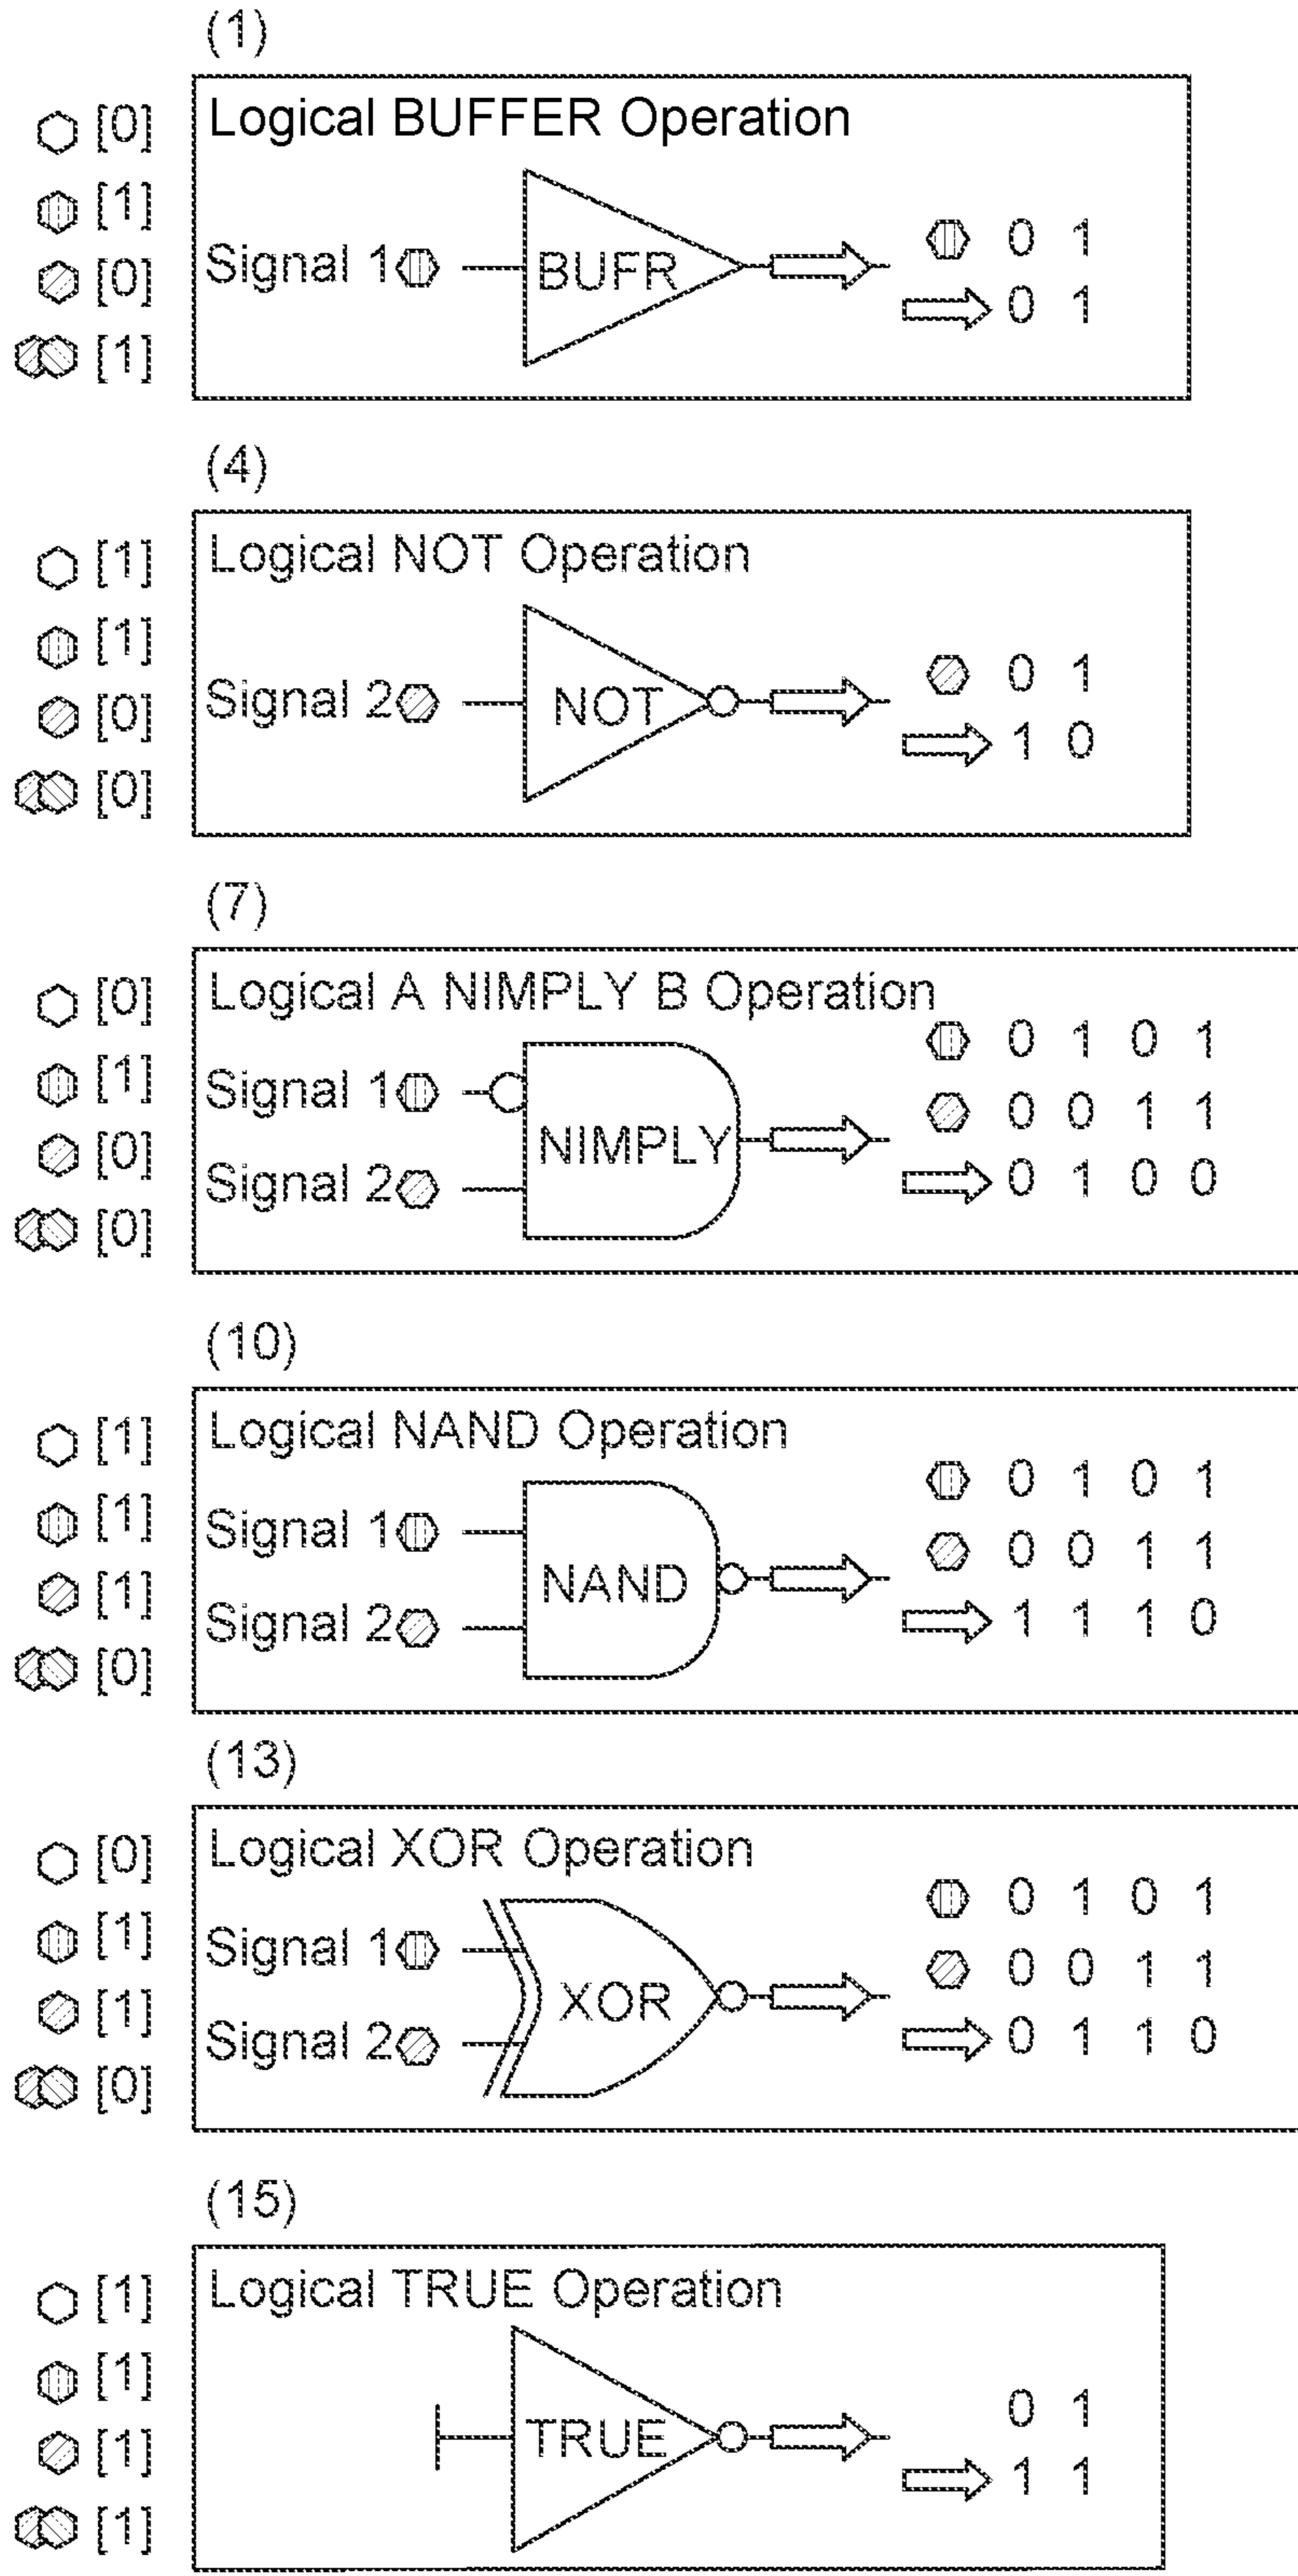 (1)
[0]
Logical BUFFER Operation
[1]
Signal 1
BUFR
0 1
[0]
0 1
[1]
(4)
[1]
Logical NOT Operation
[1]
Signal 2
NOT
0 1
[0]
1 0
[0]
(7)
[0]
Logical A NIMPLY B Operation
0 1 0 1
[1]
Signal 1
0 0 1 1
NIMPLY
[0]
Signal 2
0 1 0 0
[0]
(10)
[1]
Logical NAND Operation
0 1 0 1
[1]
Signal 1
0 0 1 1
NAND
[1]
Signal 2
1 1 1 0
[0]
(13)
[0]
Logical XOR Operation
0 1 0 1
[1]
Signal 1
0 0 1 1
XOR
[1]
Signal 2
0 1 1 0
[0]
(15)
[1]
Logical TRUE Operation
[1]
0 1
TRUE
[1]
1 1
[1]